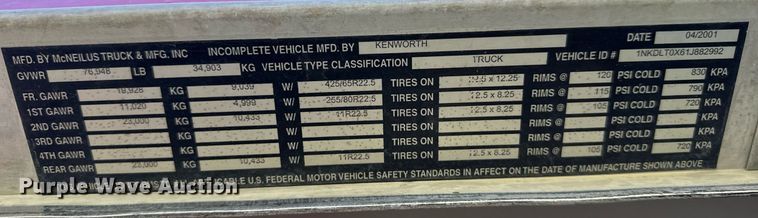 MFD. BY McNEILUS TRUCK & MFG. INC INCOMPLETE VEHICLE MFD. BY KENWORTH DATE 04/2001
GVWR 76,948 LB 34,903 KG VEHICLE TYPE CLASSIFICATION TRUCK VEHICLE ID # 1NKDLT0X61J882992
FR. GAWR 19,928 KG 9,039 W/ 425/65R22.5 TIRES ON 22.5 x 12.25 RIMS @ 120 PSI COLD 830 KPA
1ST GAWR 11,020 KG 4,999 W/ 255/80R22.5 TIRES ON 22.5 x 8.25 RIMS @ 115 PSI COLD 790 KPA
2ND GAWR 23,000 KG 10,433 W/ 11R22.5 TIRES ON 22.5 x 8.25 RIMS @ 105 PSI COLD 720 KPA
3RD GAWR KG W/ TIRES ON RIMS @ PSI COLD KPA
4TH GAWR KG W/ TIRES ON RIMS @ PSI COLD KPA
REAR GAWR 23,000 KG 10,433 W/ 11R22.5 TIRES ON 22.5 x 8.25 RIMS @ 105 PSI COLD 720 KPA
U.S. FEDERAL MOTOR VEHICLE SAFETY STANDARDS IN AFFECT ON THE DATE OF MANUFACTURE SHOWN ABOVE
Purple Wave Auction